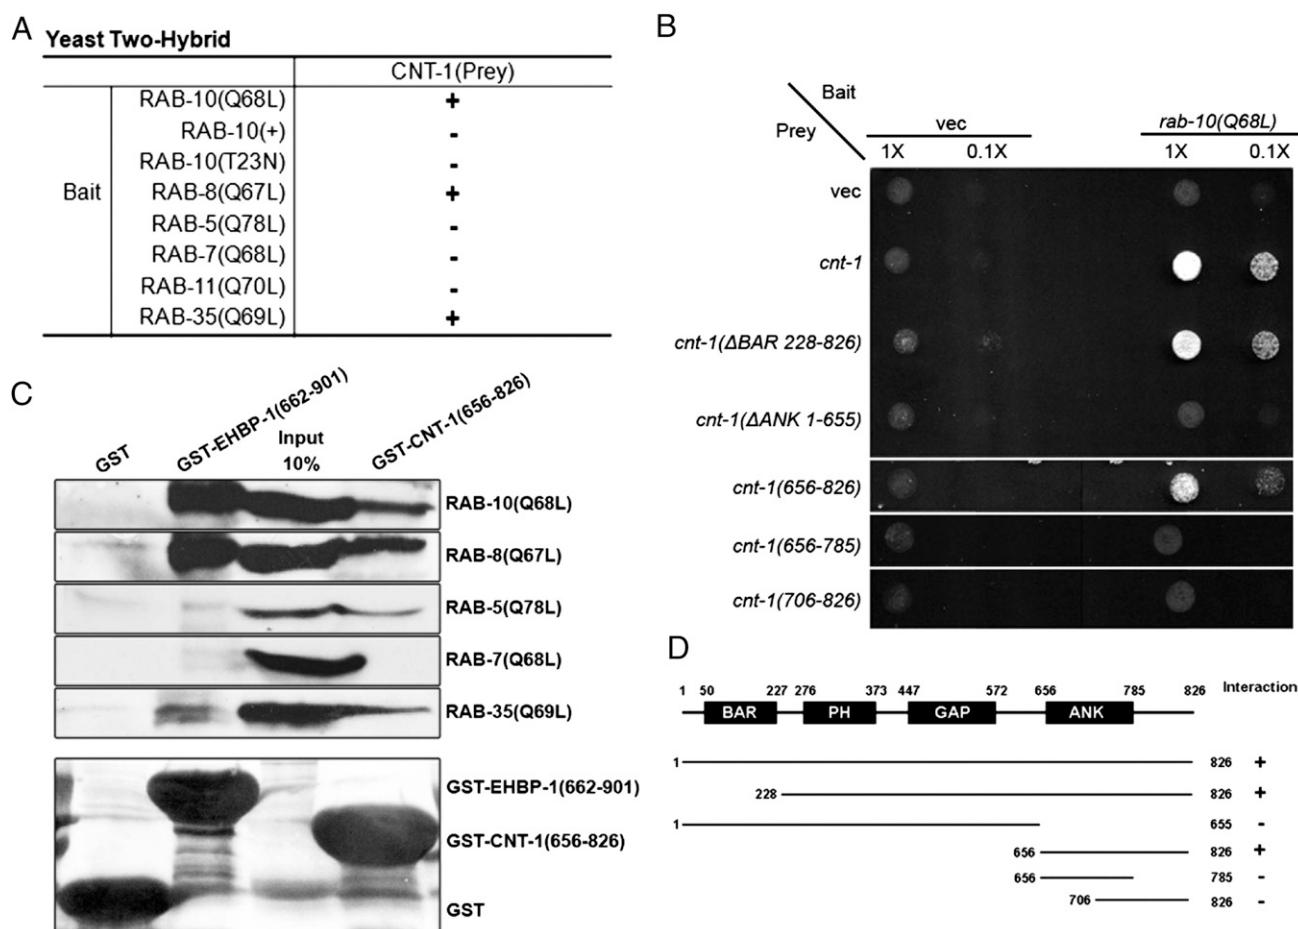 A
Yeast Two-Hybrid
CNT-1(Prey)
Bait
RAB-10(Q68L) +
RAB-10(+) -
RAB-10(T23N) -
RAB-8(Q67L) +
RAB-5(Q78L) -
RAB-7(Q68L) -
RAB-11(Q70L) -
RAB-35(Q69L) +
B
Bait
Prey
vec
rab-10(Q68L)
1X 0.1X 1X 0.1X
vec
cnt-1
cnt-1(ΔBAR 228-826)
cnt-1(ΔANK 1-655)
cnt-1(656-826)
cnt-1(656-785)
cnt-1(706-826)
C
GST
GST-EHBP-1(662-901)
Input
10%
GST-CNT-1(656-826)
RAB-10(Q68L)
RAB-8(Q67L)
RAB-5(Q78L)
RAB-7(Q68L)
RAB-35(Q69L)
GST-EHBP-1(662-901)
GST-CNT-1(656-826)
GST
D
1 50 227 276 373 447 572 656 785 826 Interaction
BAR PH GAP ANK
1 826 +
228 826 +
1 655 -
656 826 +
656 785 -
706 826 -